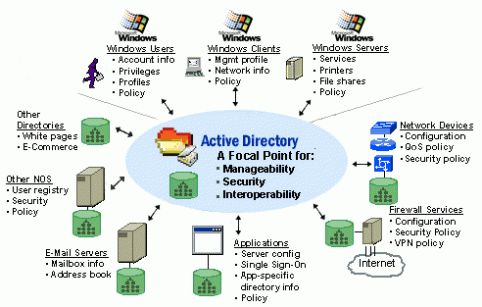 Microsoft
Windows
Microsoft
Windows
Microsoft
Windows
Windows Users
• Account info
• Privileges
• Profiles
• Policy
Windows Clients
• Mgmt profile
• Network info
• Policy
Windows Servers
• Services
• Printers
• File shares
• Policy
Other
Directories
• White pages
• E-Commerce
Active Directory
A Focal Point for:
• Manageability
• Security
• Interoperability
Network Devices
• Configuration
• QoS policy
• Security policy
Other NOS
• User registry
• Security
• Policy
Firewall Services
• Configuration
• Security Policy
• VPN policy
Internet
E-Mail Servers
• Mailbox info
• Address book
Applications
• Server config
• Single Sign-On
• App-specific
directory info
• Policy